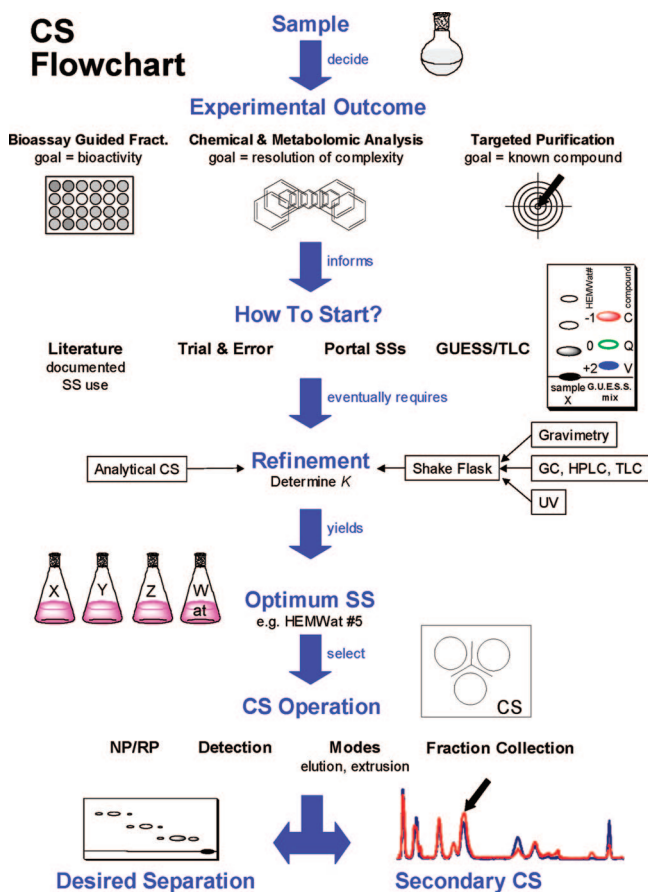 CS
Flowchart
Sample
decide
Experimental Outcome
Bioassay Guided Fract.
goal = bioactivity
Chemical & Metabolomic Analysis
goal = resolution of complexity
Targeted Purification
goal = known compound
informs
How To Start?
Literature
documented
SS use
Trial & Error
Portal SSs
GUESS/TLC
HEMWat#
compound
-1 C
0 Q
+2 V
sample
X
G.U.E.S.S.
mix
eventually requires
Analytical CS
Refinement
Determine K
Shake Flask
Gravimetry
GC, HPLC, TLC
UV
yields
X
Y
Z
W
at
Optimum SS
e.g. HEMWat #5
select
CS
CS Operation
NP/RP
Detection
Modes
elution, extrusion
Fraction Collection
Desired Separation
Secondary CS